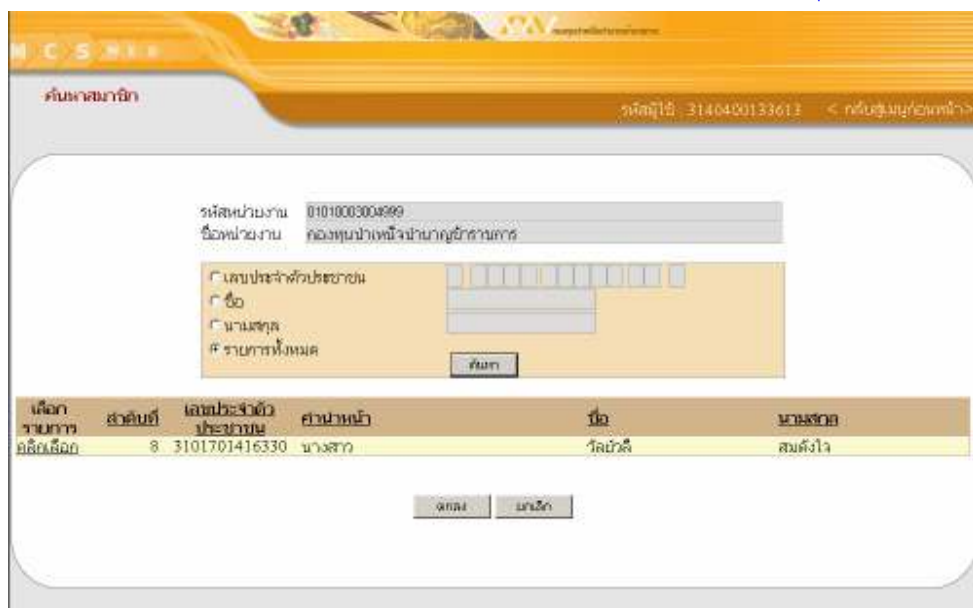 MCS WEB
ค้นหาสมาชิก
รหัสผู้ใช้ 3140400133613 < กลับสู่เมนูก่อนหน้า>
รหัสหน่วยงาน 01010003004999
ชื่อหน่วยงาน กองทุนบำเหน็จบำนาญข้าราชการ
เลขประจำตัวประชาชน
ชื่อ
นามสกุล
รายการทั้งหมด
ค้นหา
เลือกรายการ ลำดับที่ เลขประจำตัวประชาชน คำนำหน้า ชื่อ นามสกุล
คลิกเลือก 8 3101701416330 นางสาว วัลย์วลี สมดังใจ
ตกลง ยกเลิก